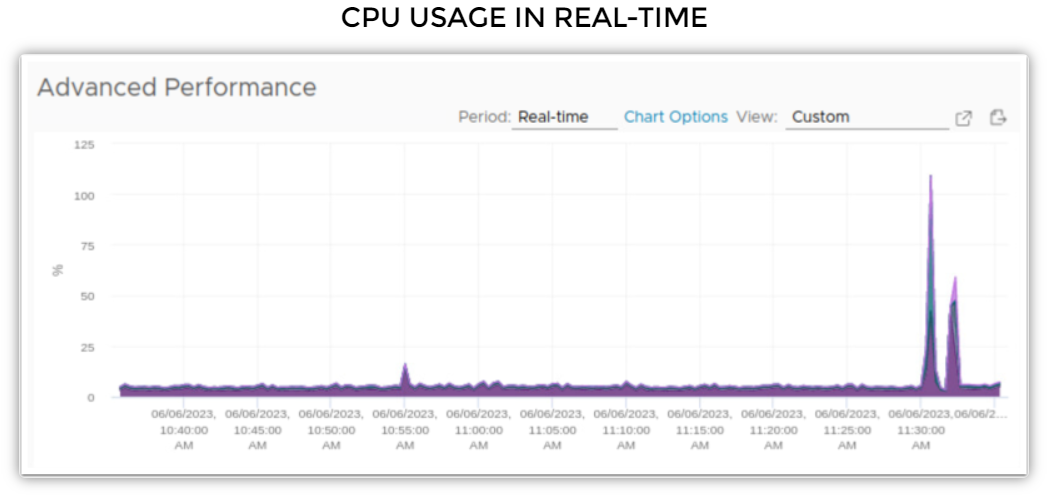 CPU USAGE IN REAL-TIME
Advanced Performance
Period: Real-time Chart Options View: Custom
125
100
75
%
50
25
0
06/06/2023, 06/06/2023, 06/06/2023, 06/06/2023, 06/06/2023, 06/06/2023, 06/06/2023, 06/06/2023, 06/06/2023, 06/06/2023, 06/06/2023, 06/06/2...
10:40:00 10:45:00 10:50:00 10:55:00 11:00:00 11:05:00 11:10:00 11:15:00 11:20:00 11:25:00 11:30:00
AM AM AM AM AM AM AM AM AM AM AM